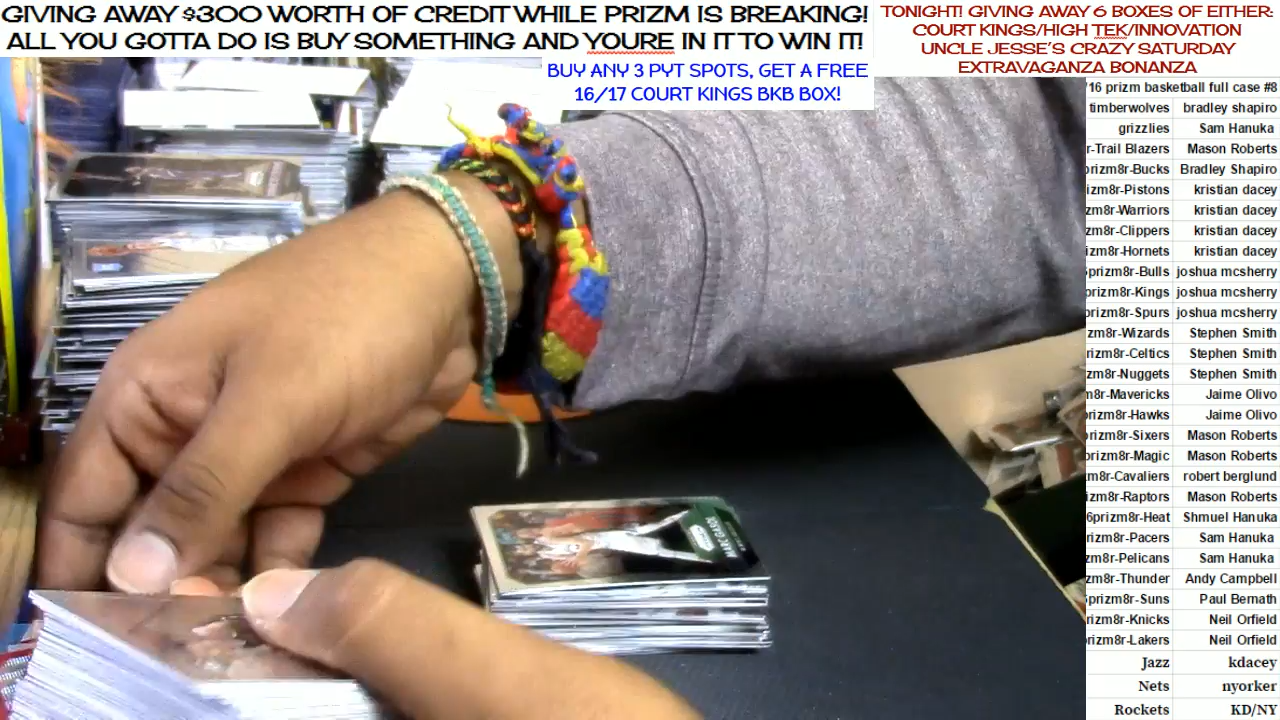 GIVING AWAY $300 WORTH OF CREDIT WHILE PRIZM IS BREAKING!
ALL YOU GOTTA DO IS BUY SOMETHING AND YOURE IN IT TO WIN IT!
BUY ANY 3 PYT SPOTS, GET A FREE
16/17 COURT KINGS BKB BOX!
TONIGHT! GIVING AWAY 6 BOXES OF EITHER:
COURT KINGS/HIGH TEK/INNOVATION
UNCLE JESSE'S CRAZY SATURDAY
EXTRAVAGANZA BONANZA
/16 prizm basketball full case #8
timberwolves bradley shapiro
grizzlies Sam Hanuka
r-Trail Blazers Mason Roberts
prizm8r-Bucks Bradley Shapiro
izm8r-Pistons kristian dacey
zm8r-Warriors kristian dacey
zm8r-Clippers kristian dacey
zm8r-Hornets kristian dacey
5prizm8r-Bulls joshua mcsherry
prizm8r-Kings joshua mcsherry
prizm8r-Spurs joshua mcsherry
zm8r-Wizards Stephen Smith
rizm8r-Celtics Stephen Smith
zm8r-Nuggets Stephen Smith
m8r-Mavericks Jaime Olivo
rizm8r-Hawks Jaime Olivo
rizm8r-Sixers Mason Roberts
rizm8r-Magic Mason Roberts
zm8r-Cavaliers robert berglund
izm8r-Raptors Mason Roberts
6prizm8r-Heat Shmuel Hanuka
izm8r-Pacers Sam Hanuka
zm8r-Pelicans Sam Hanuka
zm8r-Thunder Andy Campbell
prizm8r-Suns Paul Bernath
rizm8r-Knicks Neil Orfield
rizm8r-Lakers Neil Orfield
Jazz kdacey
Nets nyorker
Rockets KD/NY
MARC GASOL